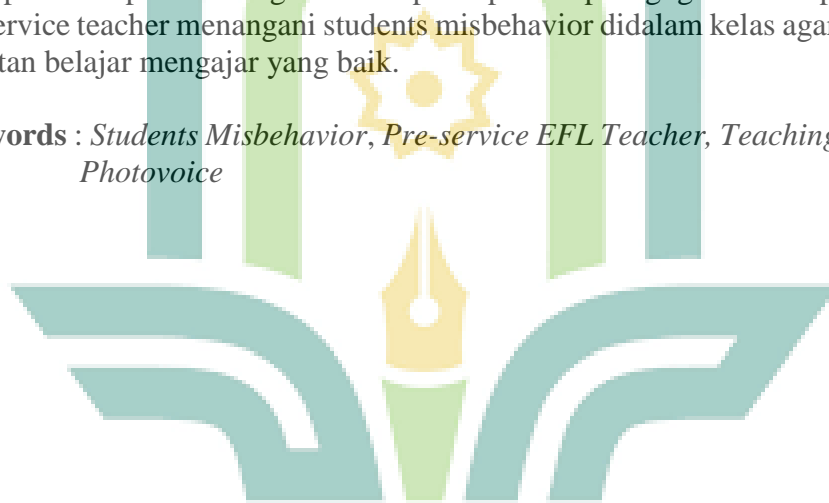 service teacher menangani students misbehavior didalam kelas agar
tan belajar mengajar yang baik.
words : Students Misbehavior, Pre-service EFL Teacher, Teaching
Photovoice